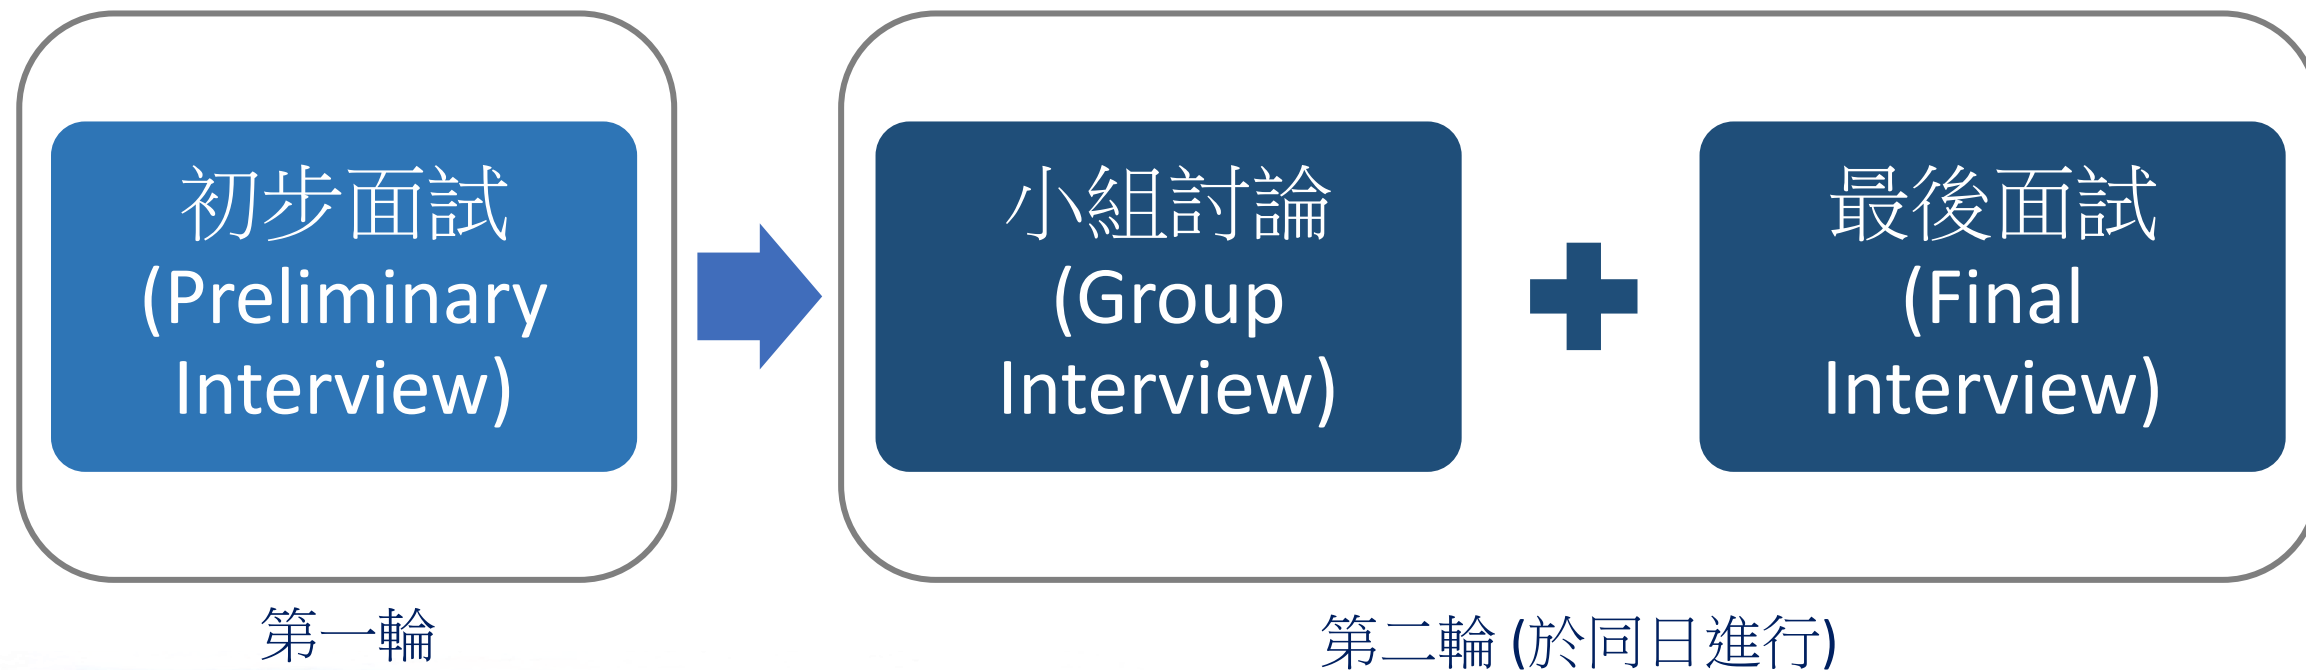 初步面試
(Preliminary
Interview)
小組討論
(Group
Interview)
最後面試
(Final
Interview)
第一輪
第二輪 (於同日進行)